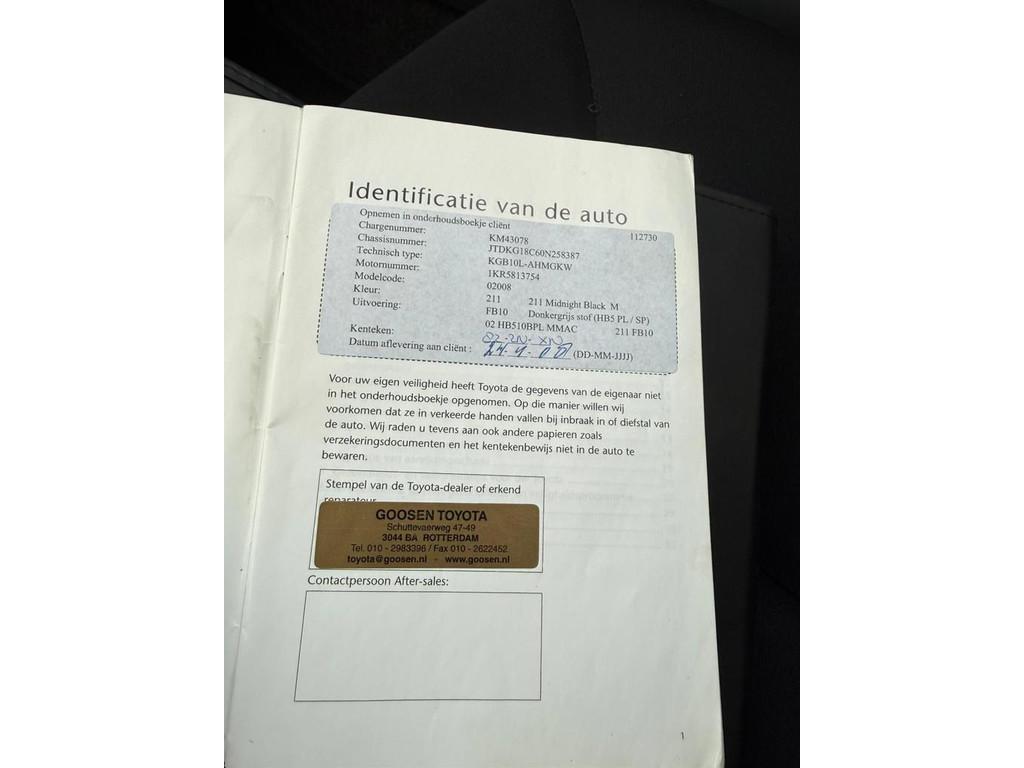 Identificatie van de auto
Opnemen in onderhoudsboekje cliënt 112730
Chargenummer: KM43078
Chassisnummer: JTDKG18C60N258387
Technisch type: KGB10L-AHMGKW
Motornummer: 1KR5813754
Modelcode: 02008
Kleur: 211 211 Midnight Black M
Uitvoering: FB10 Donkergrijs stof (HB5 PL / SP)
02 HB510BPL MMAC 211 FB10
Kenteken:
Datum aflevering aan cliënt : (DD-MM-JJJJ)
Voor uw eigen veiligheid heeft Toyota de gegevens van de eigenaar niet
in het onderhoudsboekje opgenomen. Op die manier willen wij
voorkomen dat ze in verkeerde handen vallen bij inbraak in of diefstal van
de auto. Wij raden u tevens aan ook andere papieren zoals
verzekeringsdocumenten en het kentekenbewijs niet in de auto te
bewaren.
Stempel van de Toyota-dealer of erkend
reparateur
GOOSEN TOYOTA
Schuttevaerweg 47-49
3044 BA ROTTERDAM
Tel. 010 - 2983396 / Fax 010 - 2622452
toyota@goosen.nl - www.goosen.nl
Contactpersoon After-sales:
1